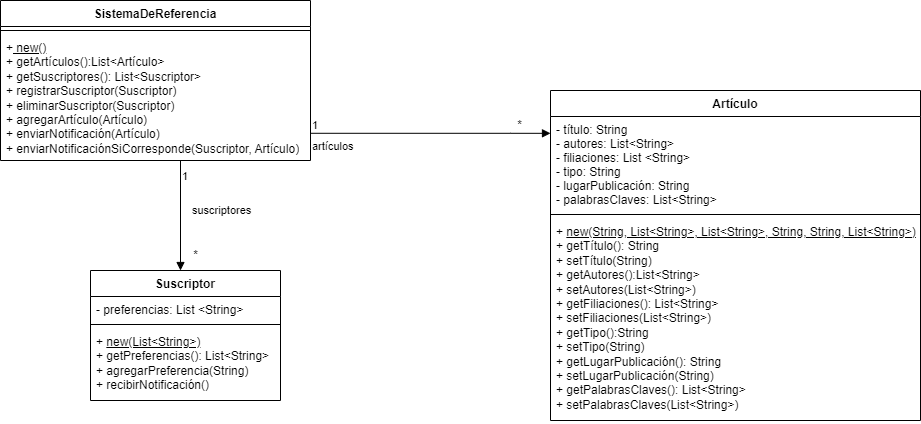 SistemaDeReferencia
+ new()
+ getArtículos():List<Artículo>
+ getSuscriptores(): List<Suscriptor>
+ registrarSuscriptor(Suscriptor)
+ eliminarSuscriptor(Suscriptor)
+ agregarArtículo(Artículo)
+ enviarNotificación(Artículo)
+ enviarNotificaciónSiCorresponde(Suscriptor, Artículo)
1
*
artículos
1
suscriptores
*
Suscriptor
- preferencias: List <String>
+ new(List<String>)
+ getPreferencias(): List<String>
+ agregarPreferencia(String)
+ recibirNotificación()
Artículo
- título: String
- autores: List<String>
- filiaciones: List <String>
- tipo: String
- lugarPublicación: String
- palabrasClaves: List<String>
+ new(String, List<String>, List<String>, String, String, List<String>)
+ getTítulo(): String
+ setTítulo(String)
+ getAutores():List<String>
+ setAutores(List<String>)
+ getFiliaciones(): List<String>
+ setFiliaciones(List<String>)
+ getTipo():String
+ setTipo(String)
+ getLugarPublicación(): String
+ setLugarPublicación(String)
+ getPalabrasClaves(): List<String>
+ setPalabrasClaves(List<String>)